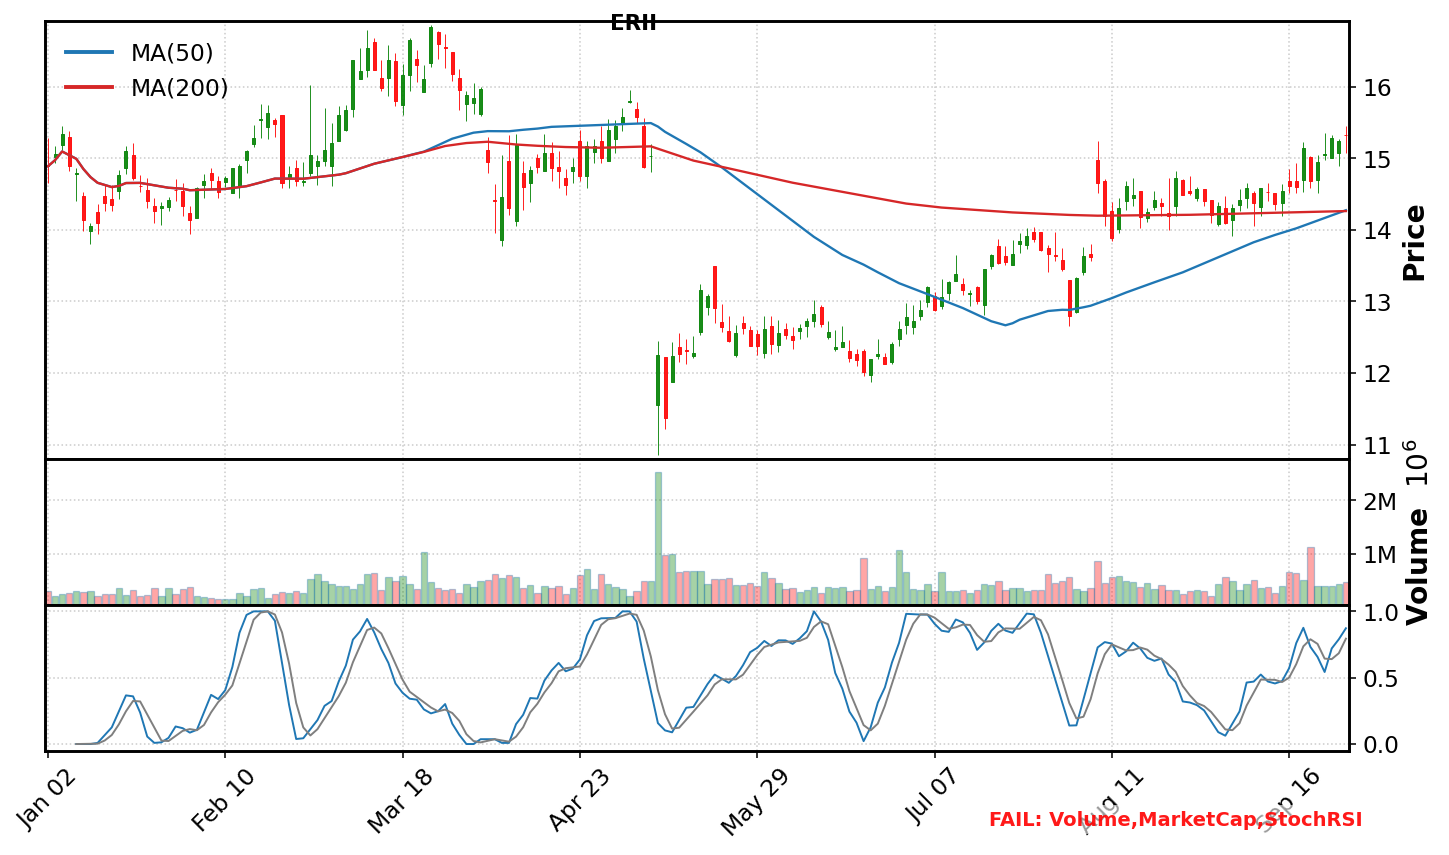 ERII
MA(50)
MA(200)
16
15
14
13
12
11
Price
10⁶
2M
1M
Volume
1.0
0.5
0.0
Jan 02
Feb 10
Mar 18
Apr 23
May 29
Jul 07
Aug 11
Sep 16
FAIL: Volume,MarketCap,StochRSI